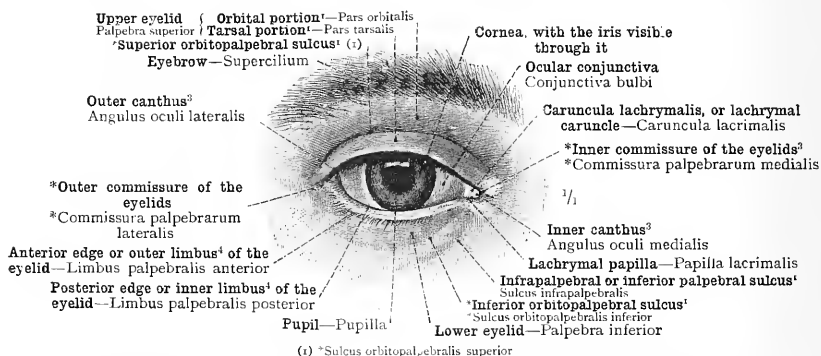 Upper eyelid { Orbital portion¹—Pars orbitalis
Palpebra superior { Tarsal portion¹—Pars tarsalis
*Superior orbitopalpebral sulcus¹ (1)
Eyebrow—Supercilium
Outer canthus³
Angulus oculi lateralis
*Outer commissure of the
eyelids
*Commissura palpebrarum
lateralis
Anterior edge or outer limbus⁴ of the
eyelid—Limbus palpebralis anterior
Posterior edge or inner limbus⁴ of the
eyelid—Limbus palpebralis posterior
Pupil—Pupilla
Cornea, with the iris visible
through it
Ocular conjunctiva
Conjunctiva bulbi
Caruncula lachrymalis, or lachrymal
caruncle—Caruncula lacrimalis
*Inner commissure of the eyelids³
*Commissura palpebrarum medialis
1/1
Inner canthus³
Angulus oculi medialis
Lachrymal papilla—Papilla lacrimalis
Infrapalpebral or inferior palpebral sulcus¹
Sulcus infrapalpebralis
*Inferior orbitopalpebral sulcus¹
*Sulcus orbitopalpebralis inferior
Lower eyelid—Palpebra inferior
(1) *Sulcus orbitopalpebralis superior